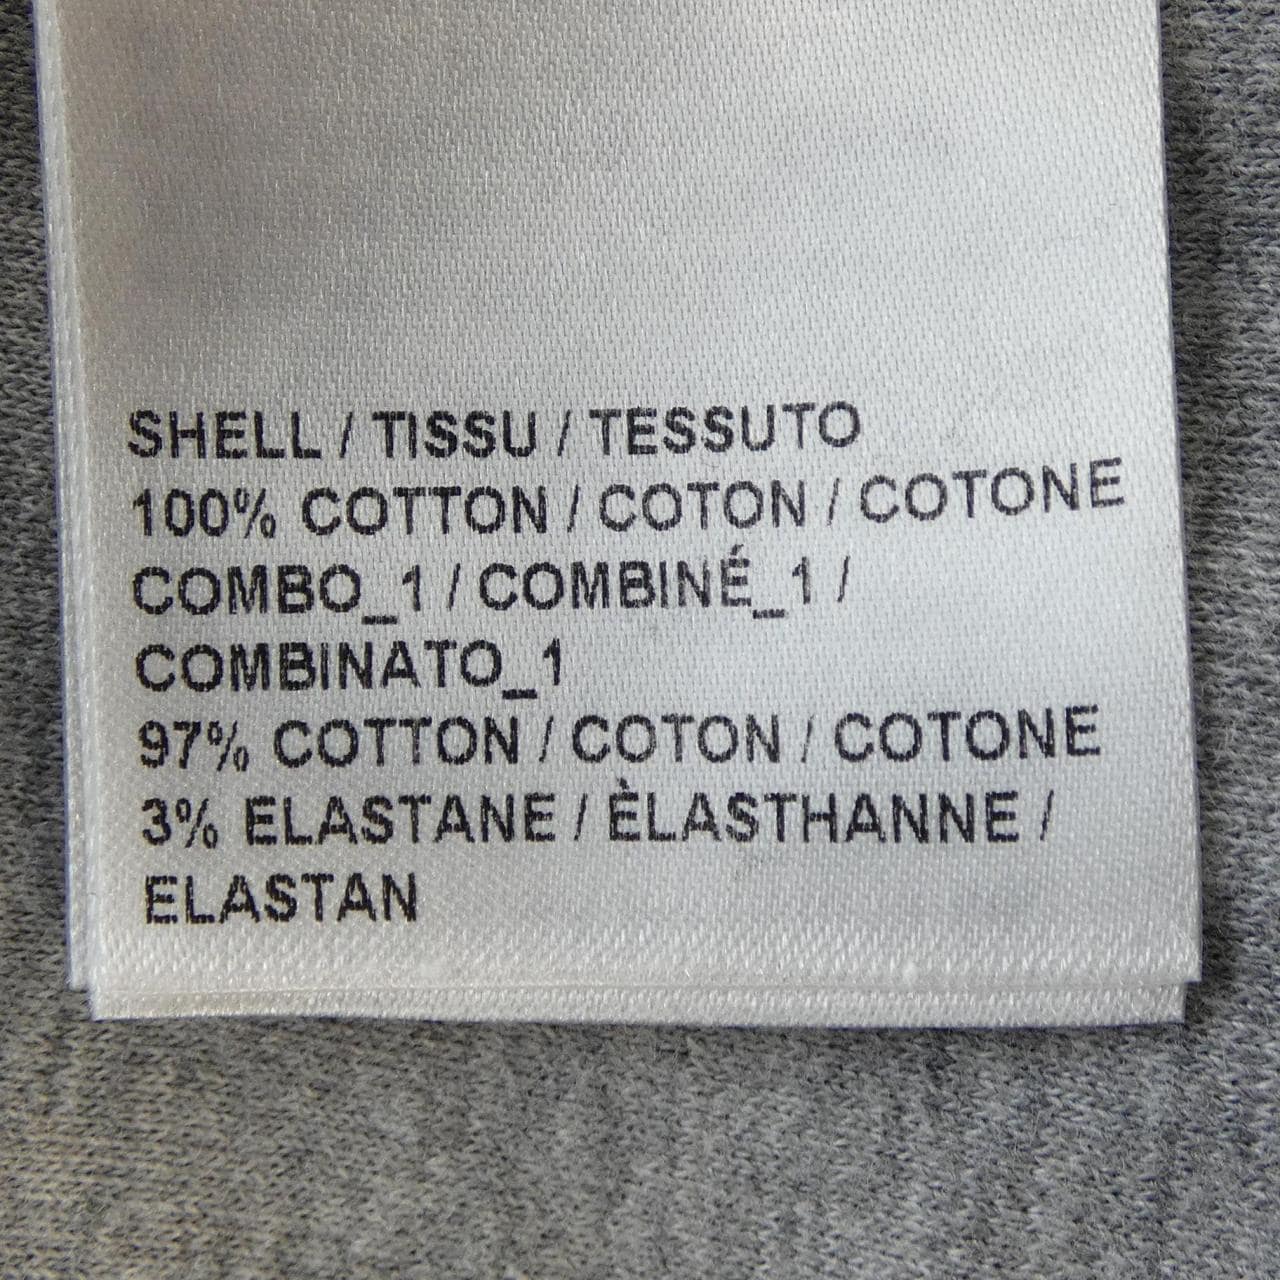 SHELL / TISSU / TESSUTO
100% COTTON / COTON / COTONE
COMBO_1 / COMBINÉ_1 /
COMBINATO_1
97% COTTON / COTON / COTONE
3% ELASTANE / ÈLASTHANNE /
ELASTAN